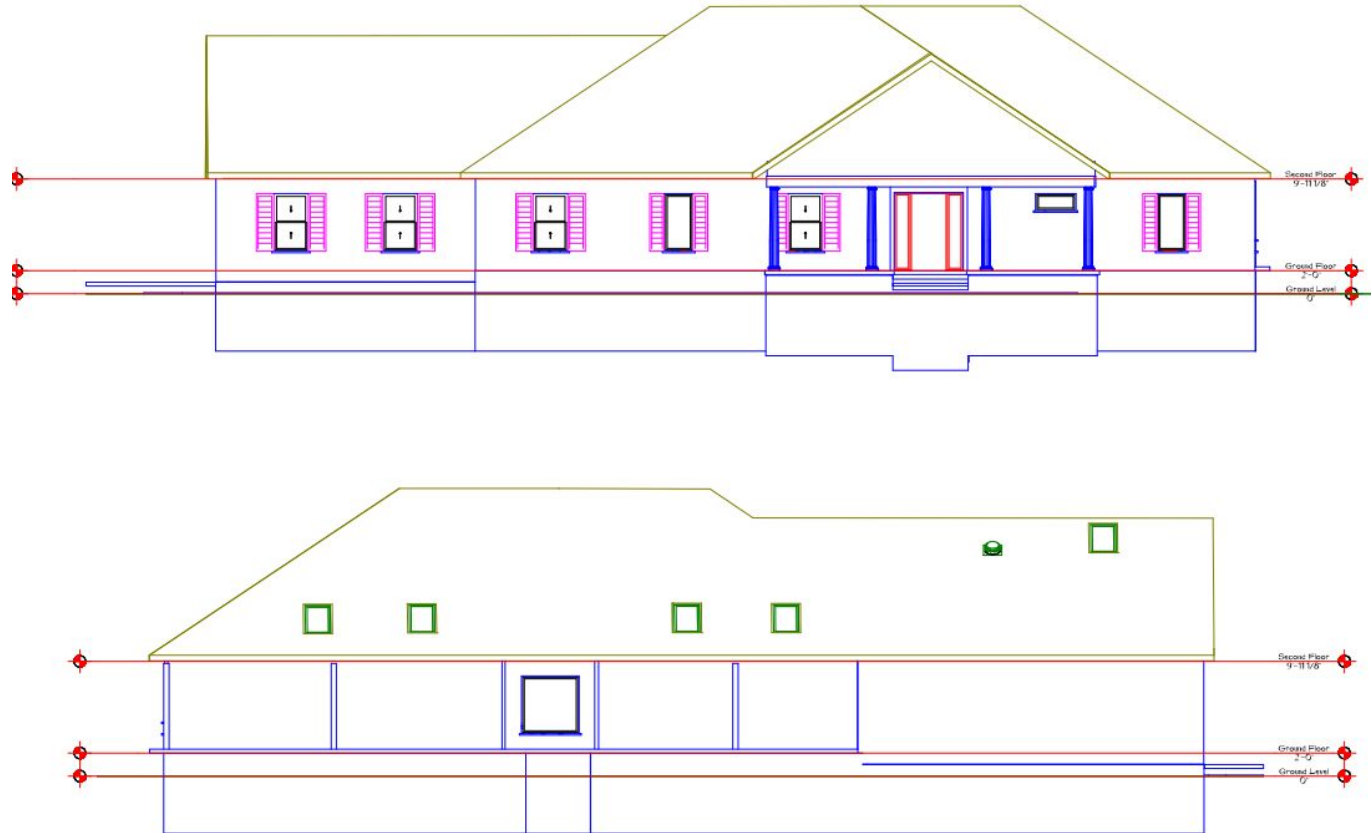 Second Floor
9'-11 1/8"
Ground Floor
2'-0"
Ground Level
0"
Second Floor
9'-11 1/8"
Ground Floor
2'-0"
Ground Level
0"